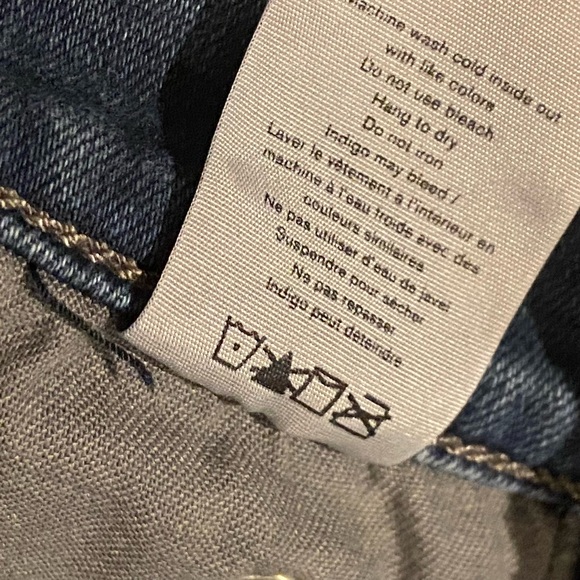 Machine wash cold inside out
with like colors
Do not use bleach
Hang to dry
Do not iron
Indigo may bleed /
Laver le vêtement à l'intérieur en
machine à l'eau froide avec des
couleurs similaires
Ne pas utiliser d'eau de javel
Suspendre pour sécher
Ne pas repasser
Indigo peut déteindre